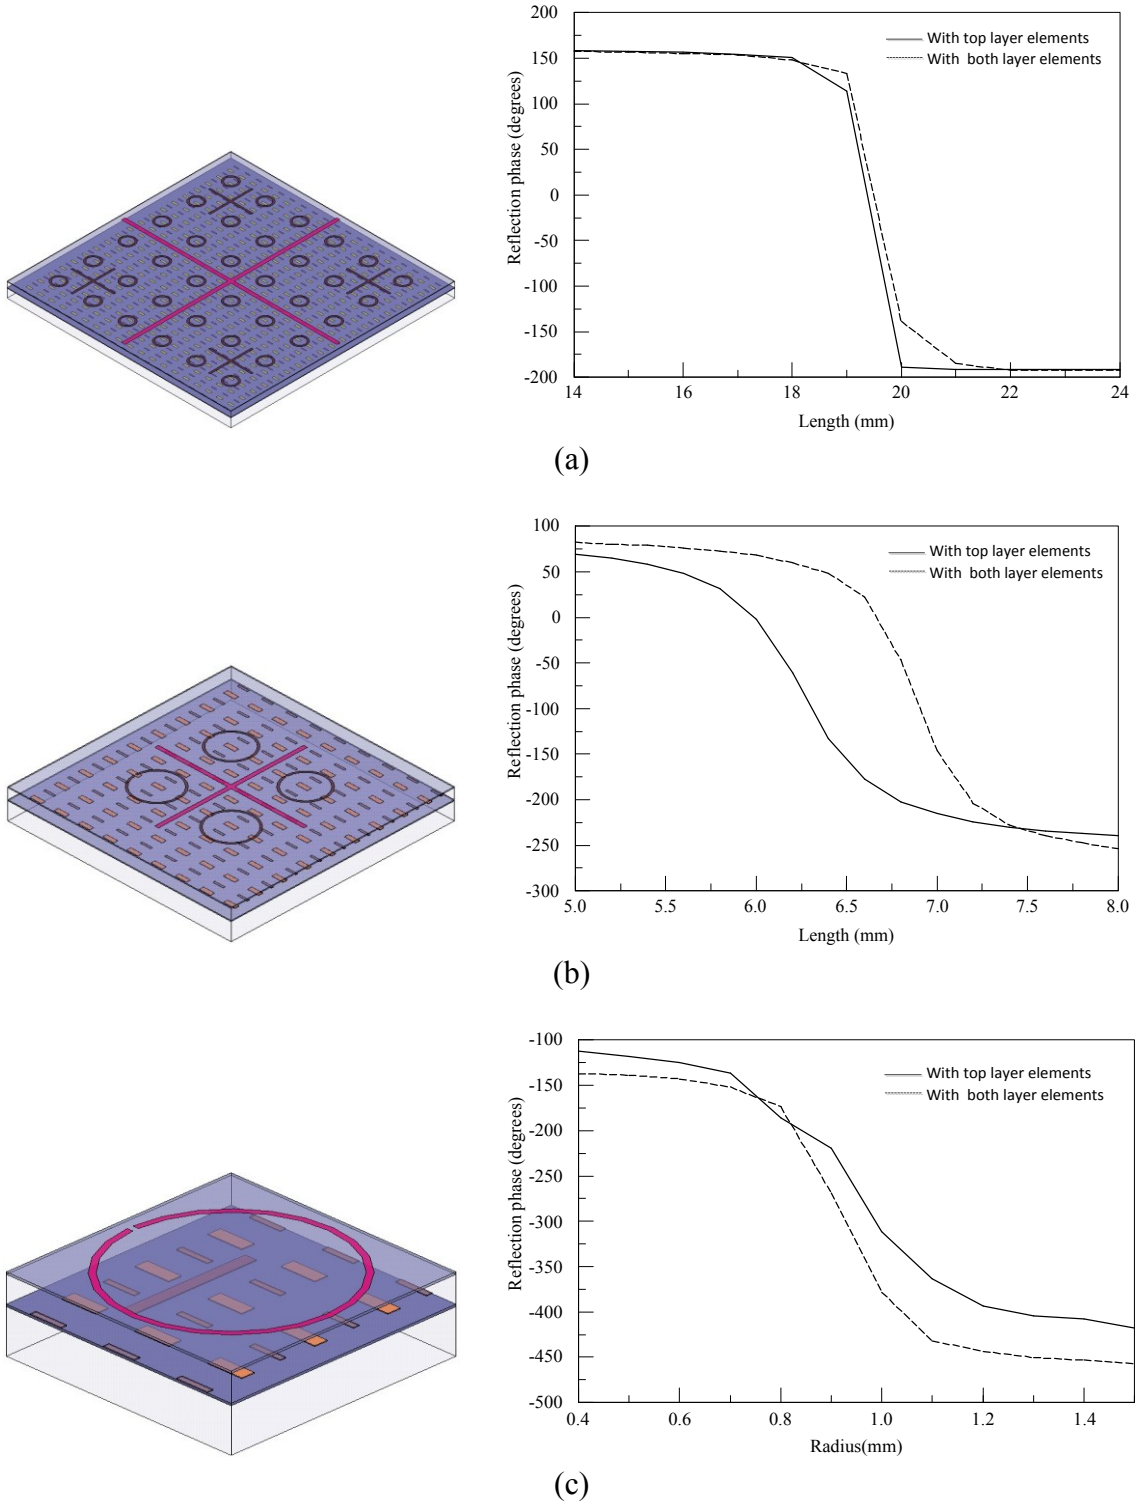 200
150
100
50
0
-50
-100
-150
-200
Reflection phase (degrees)
With top layer elements
With  both layer elements
14 16 18 20 22 24
Length (mm)
(a)
100
50
0
-50
-100
-150
-200
-250
-300
Reflection phase (degrees)
With top layer elements
With  both layer elements
5.0 5.5 6.0 6.5 7.0 7.5 8.0
Length (mm)
(b)
-100
-150
-200
-250
-300
-350
-400
-450
-500
Reflection phase (degrees)
With top layer elements
With  both layer elements
0.4 0.6 0.8 1.0 1.2 1.4
Radius(mm)
(c)